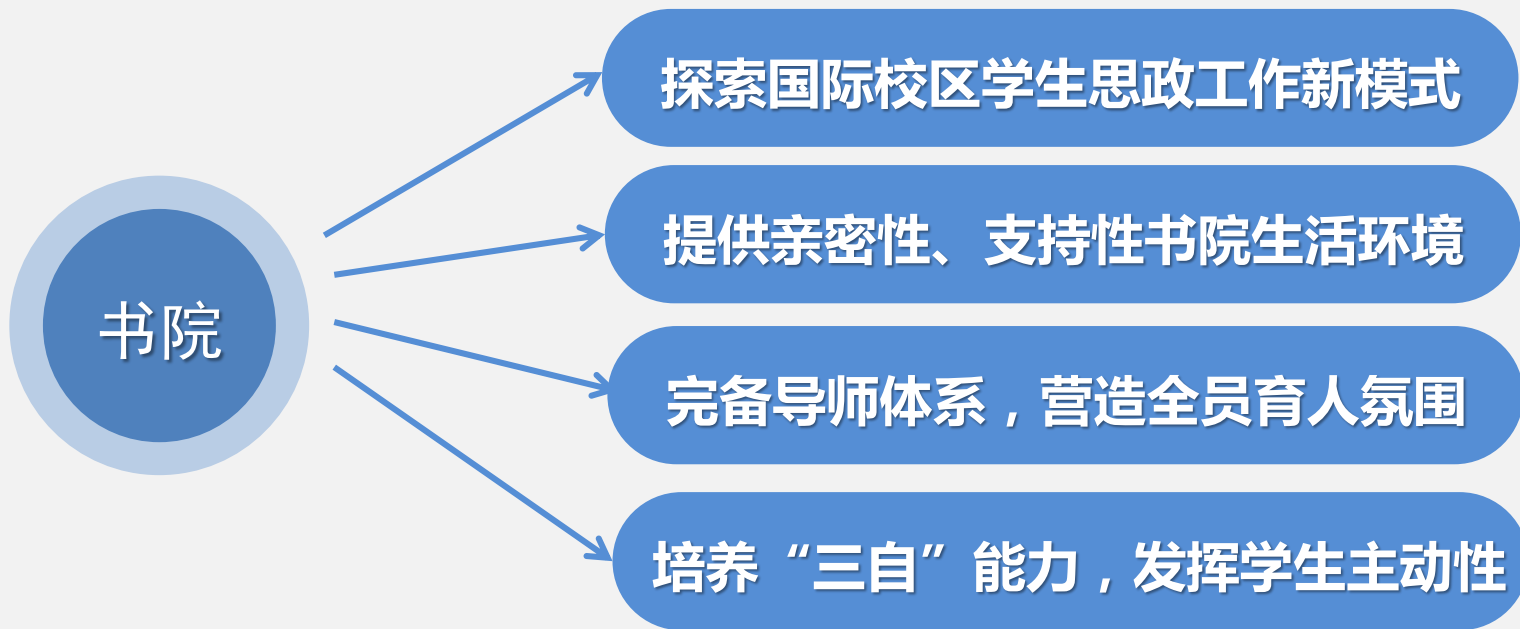 书院
探索国际校区学生思政工作新模式
提供亲密性、支持性书院生活环境
完备导师体系，营造全员育人氛围
培养“三自”能力，发挥学生主动性